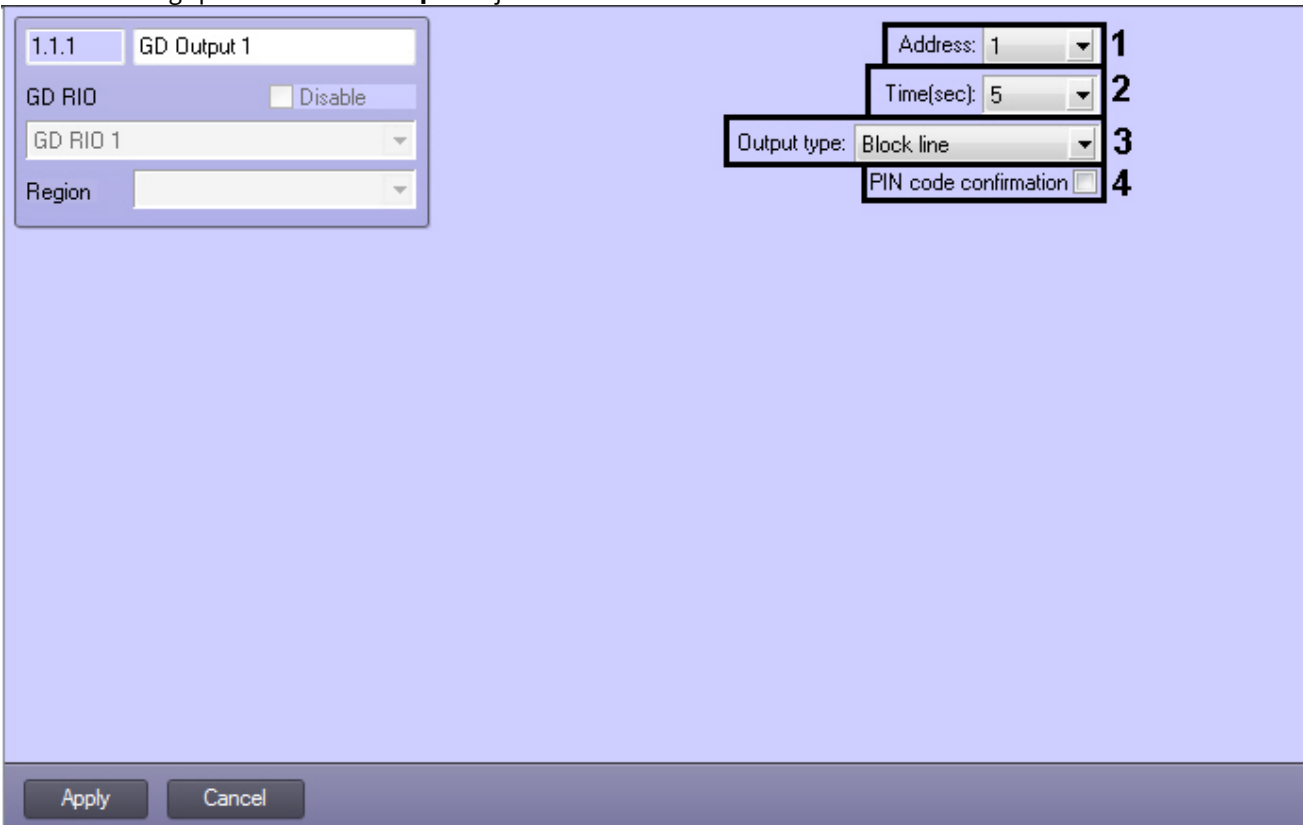 1.1.1 GD Output 1
GD RIO Disable
GD RIO 1
Region
Address: 1 1
Time(sec): 5 2
Output type: Block line 3
PIN code confirmation 4
Apply Cancel